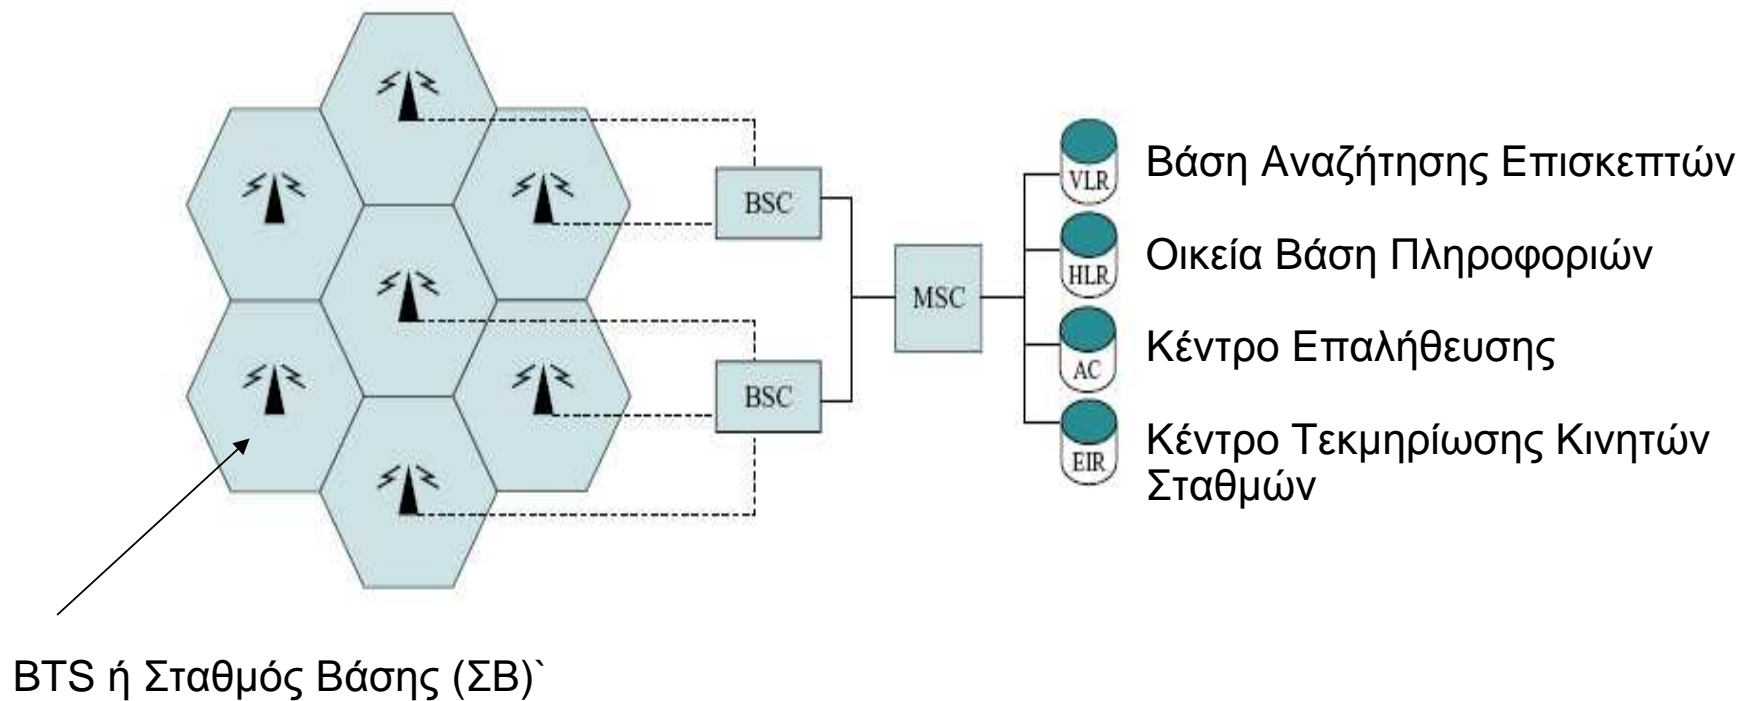 VLR
Βάση Αναζήτησης Επισκεπτών
BSC
HLR
Οικεία Βάση Πληροφοριών
MSC
AC
Κέντρο Επαλήθευσης
BSC
EIR
Κέντρο Τεκμηρίωσης Κινητών
Σταθμών
BTS ή Σταθμός Βάσης (ΣΒ)`